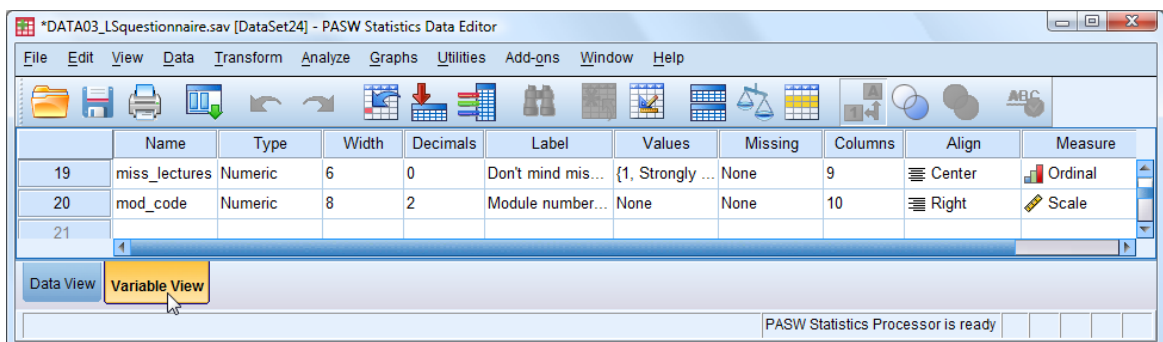 *DATA03_LSquestionnaire.sav [DataSet24] - PASW Statistics Data Editor
File Edit View Data Transform Analyze Graphs Utilities Add-ons Window Help
A
1 4 ABC
Name Type Width Decimals Label Values Missing Columns Align Measure
19 miss_lectures Numeric 6 0 Don't mind mis... {1, Strongly ... None 9 Center Ordinal
20 mod_code Numeric 8 2 Module number... None None 10 Right Scale
21
Data View Variable View
PASW Statistics Processor is ready